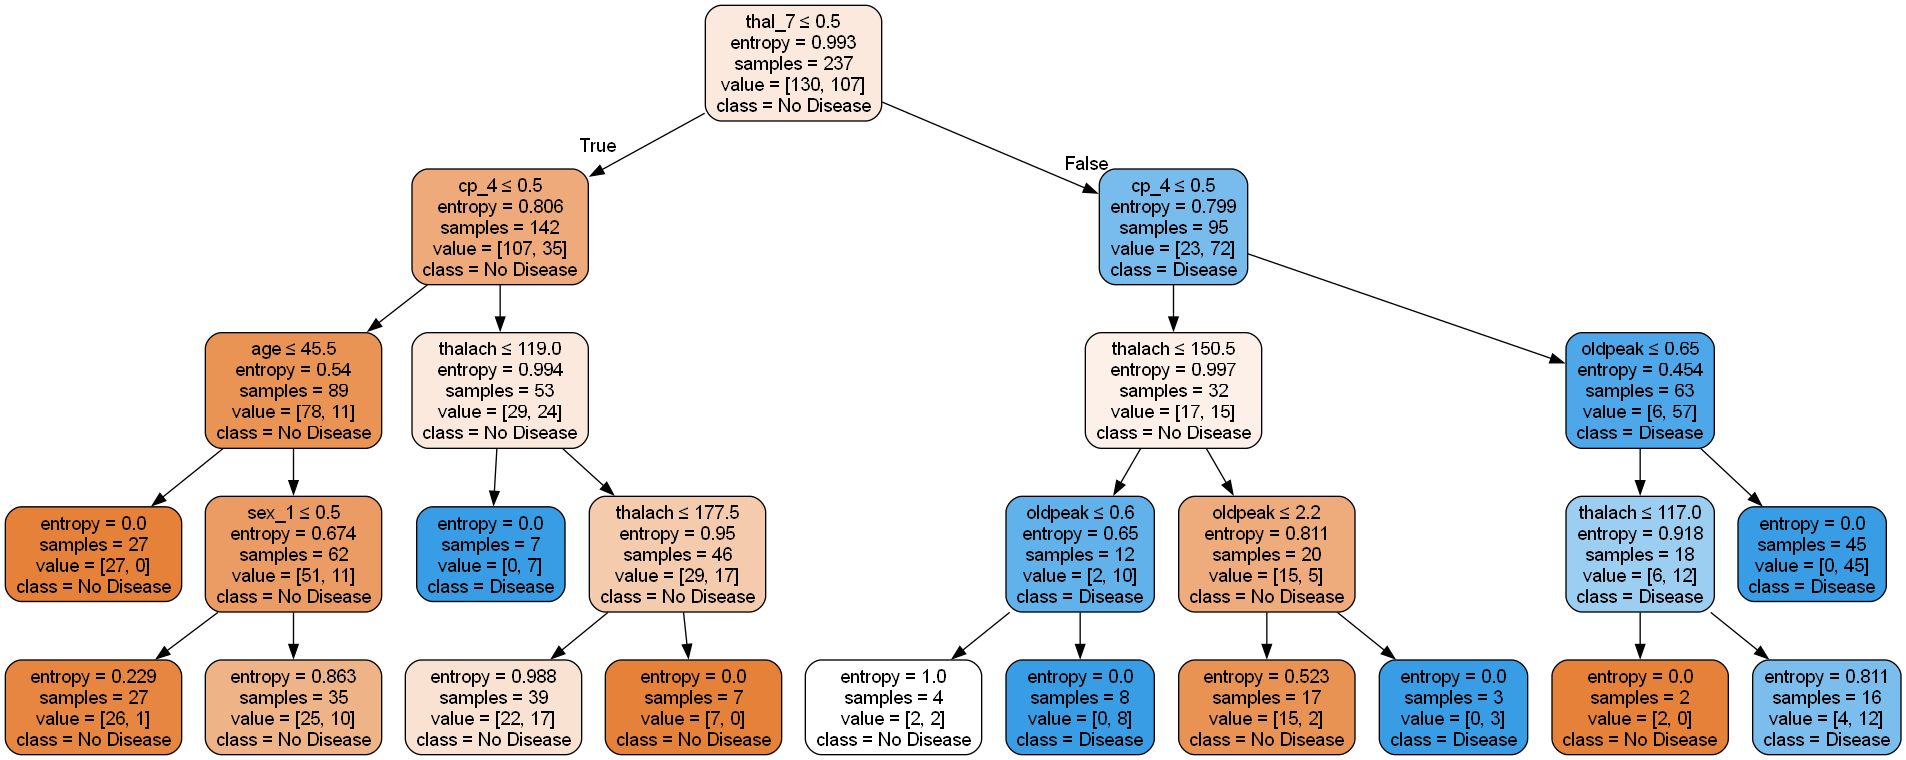 thal_7 ≤ 0.5
entropy = 0.993
samples = 237
value = [130, 107]
class = No Disease
True
False
cp_4 ≤ 0.5
entropy = 0.806
samples = 142
value = [107, 35]
class = No Disease
cp_4 ≤ 0.5
entropy = 0.799
samples = 95
value = [23, 72]
class = Disease
age ≤ 45.5
entropy = 0.54
samples = 89
value = [78, 11]
class = No Disease
thalach ≤ 119.0
entropy = 0.994
samples = 53
value = [29, 24]
class = No Disease
thalach ≤ 150.5
entropy = 0.997
samples = 32
value = [17, 15]
class = No Disease
oldpeak ≤ 0.65
entropy = 0.454
samples = 63
value = [6, 57]
class = Disease
entropy = 0.0
samples = 27
value = [27, 0]
class = No Disease
sex_1 ≤ 0.5
entropy = 0.674
samples = 62
value = [51, 11]
class = No Disease
entropy = 0.0
samples = 7
value = [0, 7]
class = Disease
thalach ≤ 177.5
entropy = 0.95
samples = 46
value = [29, 17]
class = No Disease
oldpeak ≤ 0.6
entropy = 0.65
samples = 12
value = [2, 10]
class = Disease
oldpeak ≤ 2.2
entropy = 0.811
samples = 20
value = [15, 5]
class = No Disease
thalach ≤ 117.0
entropy = 0.918
samples = 18
value = [6, 12]
class = Disease
entropy = 0.0
samples = 45
value = [0, 45]
class = Disease
entropy = 0.229
samples = 27
value = [26, 1]
class = No Disease
entropy = 0.863
samples = 35
value = [25, 10]
class = No Disease
entropy = 0.988
samples = 39
value = [22, 17]
class = No Disease
entropy = 0.0
samples = 7
value = [7, 0]
class = No Disease
entropy = 1.0
samples = 4
value = [2, 2]
class = No Disease
entropy = 0.0
samples = 8
value = [0, 8]
class = Disease
entropy = 0.523
samples = 17
value = [15, 2]
class = No Disease
entropy = 0.0
samples = 3
value = [0, 3]
class = Disease
entropy = 0.0
samples = 2
value = [2, 0]
class = No Disease
entropy = 0.811
samples = 16
value = [4, 12]
class = Disease